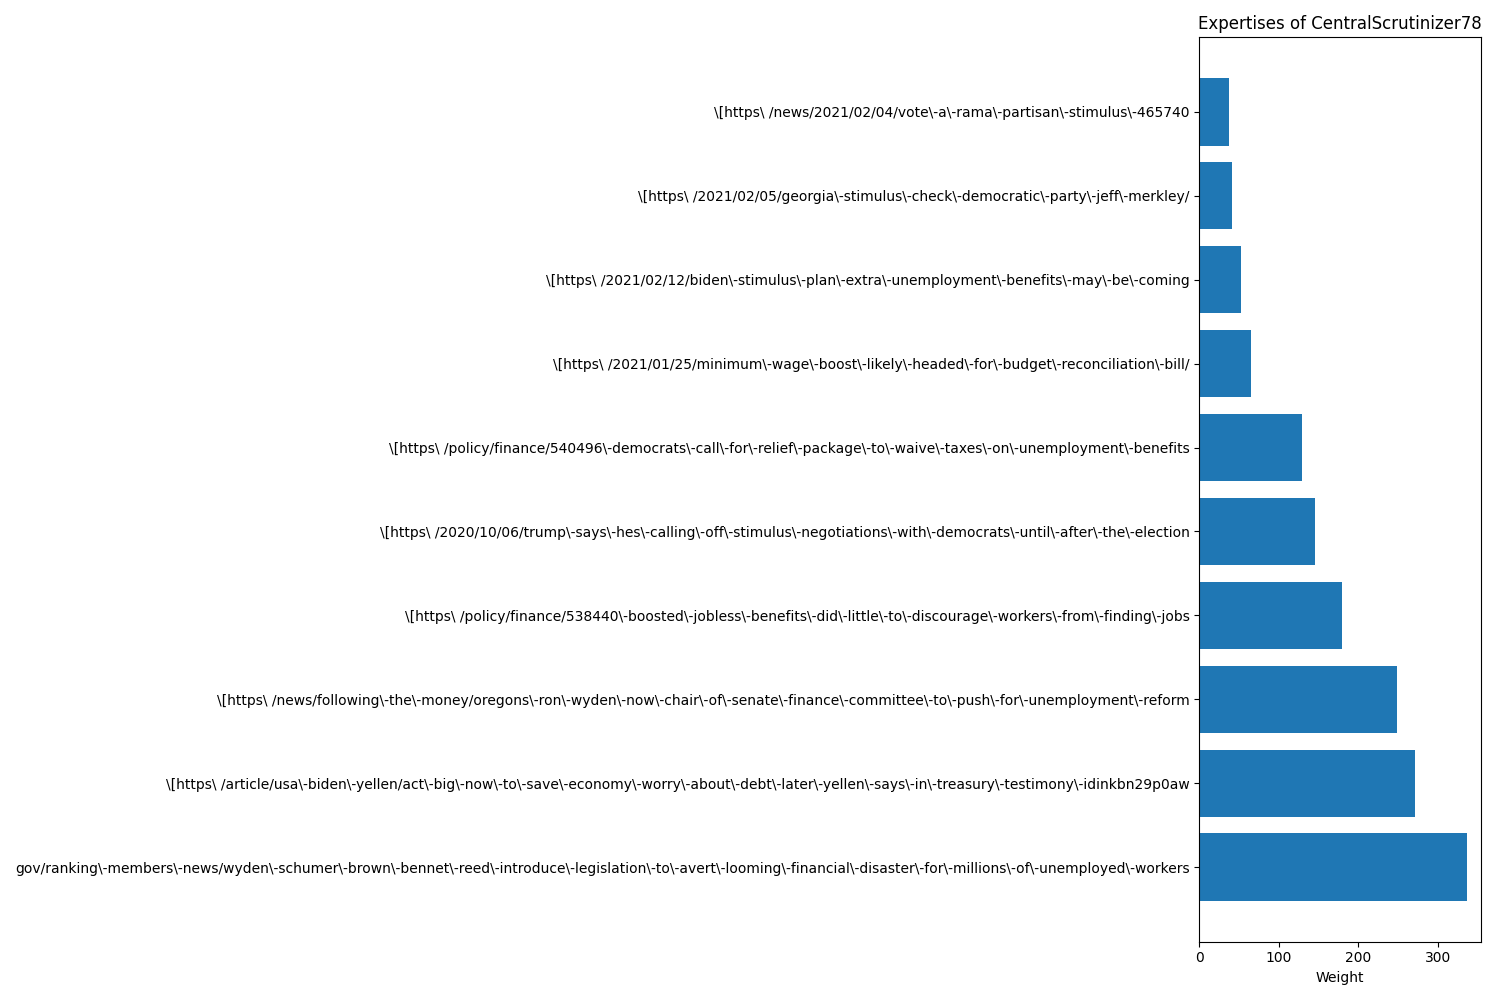 Expertises of CentralScrutinizer78
\[https\ /news/2021/02/04/vote\-a\-rama\-partisan\-stimulus\-465740
\[https\ /2021/02/05/georgia\-stimulus\-check\-democratic\-party\-jeff\-merkley/
\[https\ /2021/02/12/biden\-stimulus\-plan\-extra\-unemployment\-benefits\-may\-be\-coming
\[https\ /2021/01/25/minimum\-wage\-boost\-likely\-headed\-for\-budget\-reconciliation\-bill/
\[https\ /policy/finance/540496\-democrats\-call\-for\-relief\-package\-to\-waive\-taxes\-on\-unemployment\-benefits
\[https\ /2020/10/06/trump\-says\-hes\-calling\-off\-stimulus\-negotiations\-with\-democrats\-until\-after\-the\-election
\[https\ /policy/finance/538440\-boosted\-jobless\-benefits\-did\-little\-to\-discourage\-workers\-from\-finding\-jobs
\[https\ /news/following\-the\-money/oregons\-ron\-wyden\-now\-chair\-of\-senate\-finance\-committee\-to\-push\-for\-unemployment\-reform
\[https\ /article/usa\-biden\-yellen/act\-big\-now\-to\-save\-economy\-worry\-about\-debt\-later\-yellen\-says\-in\-treasury\-testimony\-idinkbn29p0aw
gov/ranking\-members\-news/wyden\-schumer\-brown\-bennet\-reed\-introduce\-legislation\-to\-avert\-looming\-financial\-disaster\-for\-millions\-of\-unemployed\-workers
0 100 200 300
Weight